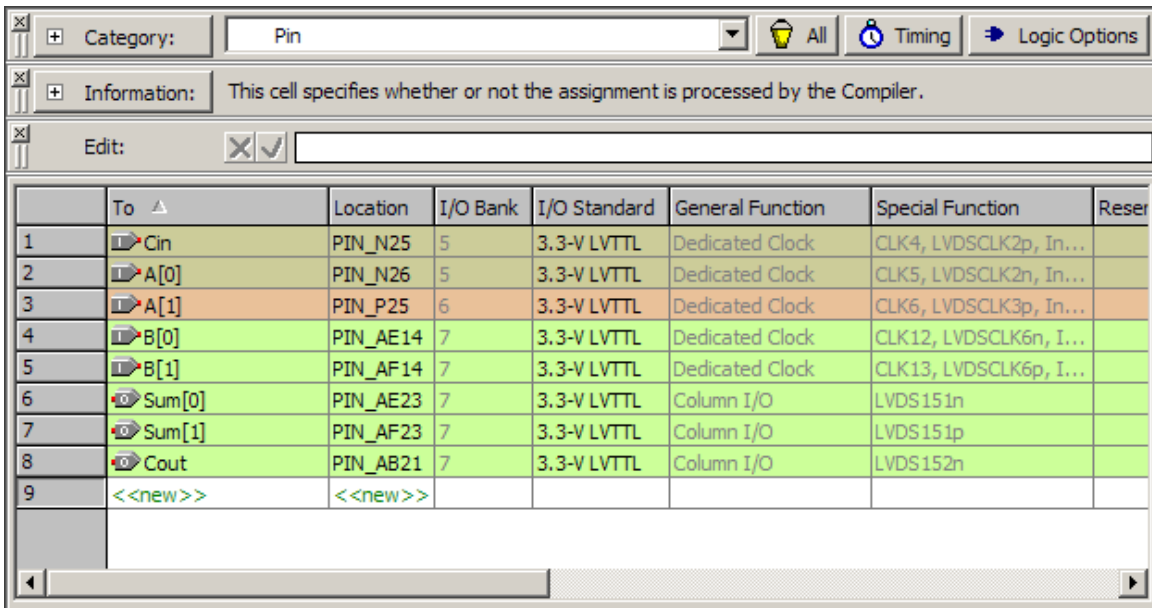 Category: Pin All Timing Logic Options
Information: This cell specifies whether or not the assignment is processed by the Compiler.
Edit:
To Location I/O Bank I/O Standard General Function Special Function Reser
1 Cin PIN_N25 5 3.3-V LVTTL Dedicated Clock CLK4, LVDSCLK2p, In...
2 A[0] PIN_N26 5 3.3-V LVTTL Dedicated Clock CLK5, LVDSCLK2n, In...
3 A[1] PIN_P25 6 3.3-V LVTTL Dedicated Clock CLK6, LVDSCLK3p, In...
4 B[0] PIN_AE14 7 3.3-V LVTTL Dedicated Clock CLK12, LVDSCLK6n, I...
5 B[1] PIN_AF14 7 3.3-V LVTTL Dedicated Clock CLK13, LVDSCLK6p, I...
6 Sum[0] PIN_AE23 7 3.3-V LVTTL Column I/O LVDS151n
7 Sum[1] PIN_AF23 7 3.3-V LVTTL Column I/O LVDS151p
8 Cout PIN_AB21 7 3.3-V LVTTL Column I/O LVDS152n
9 <<new>> <<new>>